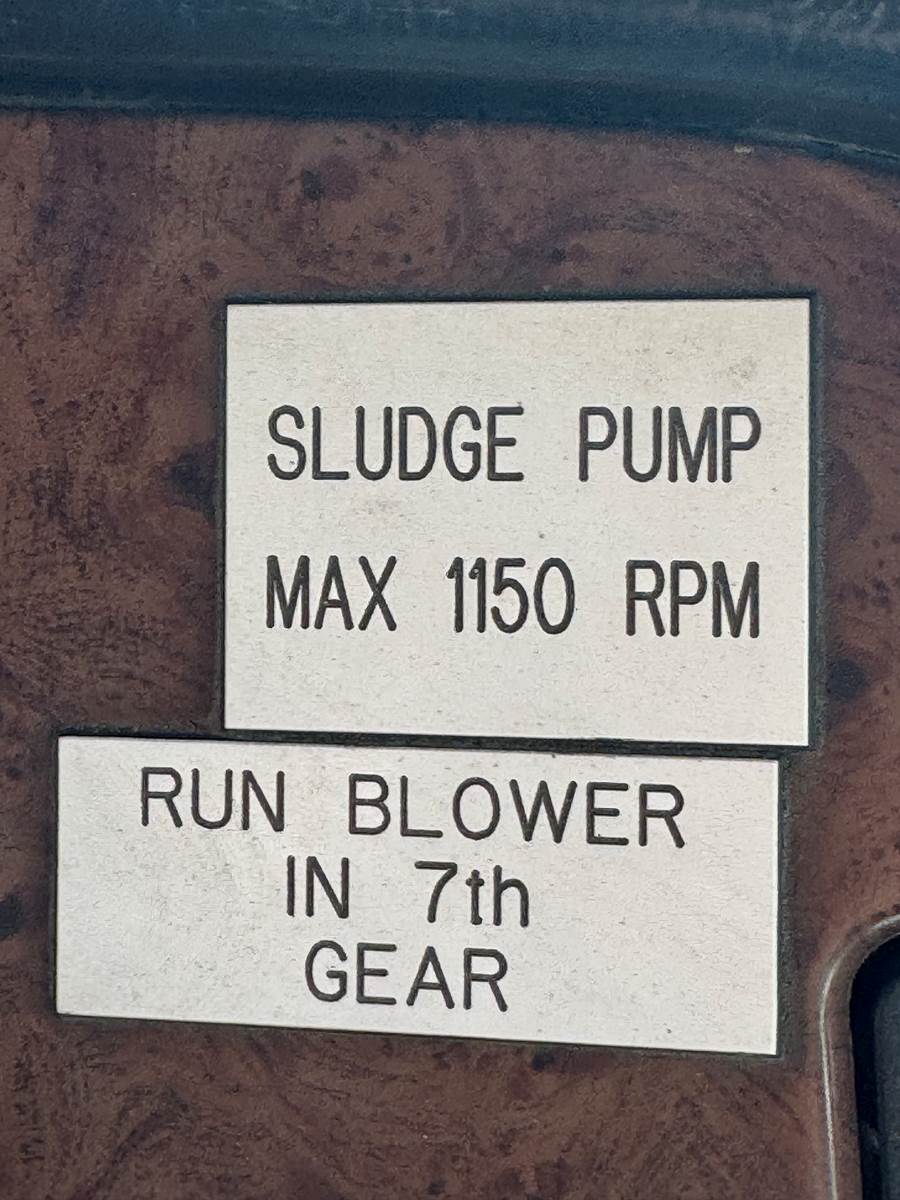 SLUDGE PUMP
MAX 1150 RPM
RUN BLOWER
IN 7th
GEAR